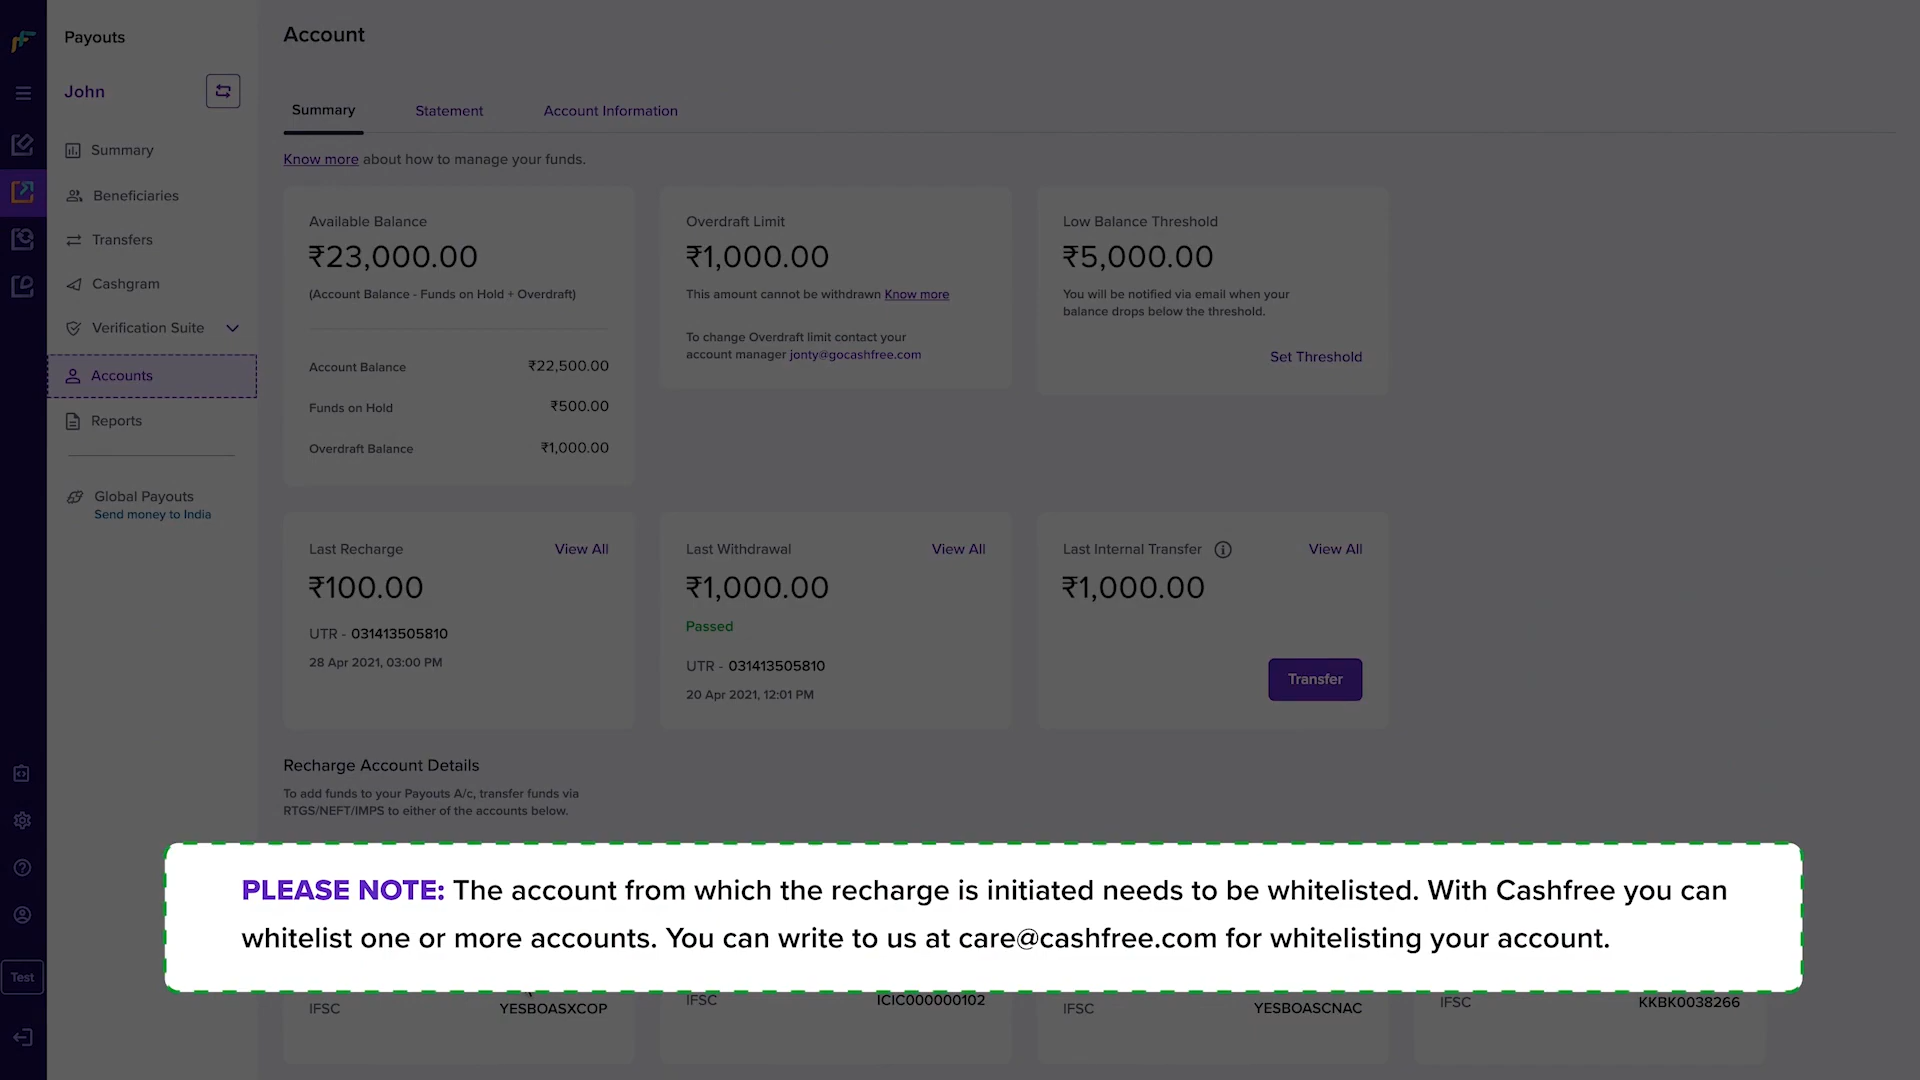 Payouts
John
Summary
Beneficiaries
Transfers
Cashgram
Verification Suite
Accounts
Reports
Global Payouts
Send money to India
Test
Account
Summary
Statement
Account Information
Know more about how to manage your funds.
Available Balance
₹23,000.00
(Account Balance - Funds on Hold + Overdraft)
Account Balance
₹22,500.00
Funds on Hold
₹500.00
Overdraft Balance
₹1,000.00
Overdraft Limit
₹1,000.00
This amount cannot be withdrawn Know more
To change Overdraft limit contact your
account manager jonty@gocashfree.com
Low Balance Threshold
₹5,000.00
You will be notified via email when your
balance drops below the threshold.
Set Threshold
Last Recharge
View All
₹100.00
UTR - 031413505810
28 Apr 2021, 03:00 PM
Last Withdrawal
View All
₹1,000.00
Passed
UTR - 031413505810
20 Apr 2021, 12:01 PM
Last Internal Transfer
View All
₹1,000.00
Transfer
Recharge Account Details
To add funds to your Payouts A/c, transfer funds via
RTGS/NEFT/IMPS to either of the accounts below.
PLEASE NOTE: The account from which the recharge is initiated needs to be whitelisted. With Cashfree you can
whitelist one or more accounts. You can write to us at care@cashfree.com for whitelisting your account.
IFSC
YESBOASXCOP
IFSC
ICIC000000102
IFSC
YESBOASCNAC
IFSC
KKBK0038266